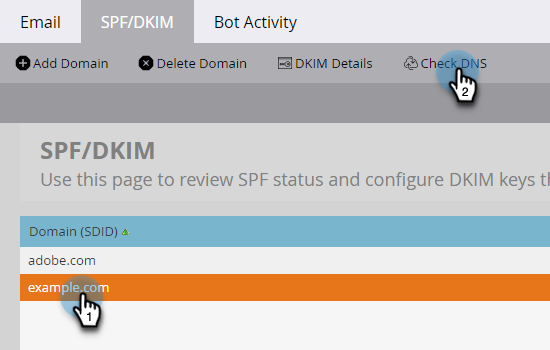 Email SPF/DKIM Bot Activity
Add Domain Delete Domain DKIM Details Check DNS
2
SPF/DKIM
Use this page to review SPF status and configure DKIM keys th
Domain (SDID)
adobe.com
example.com
1